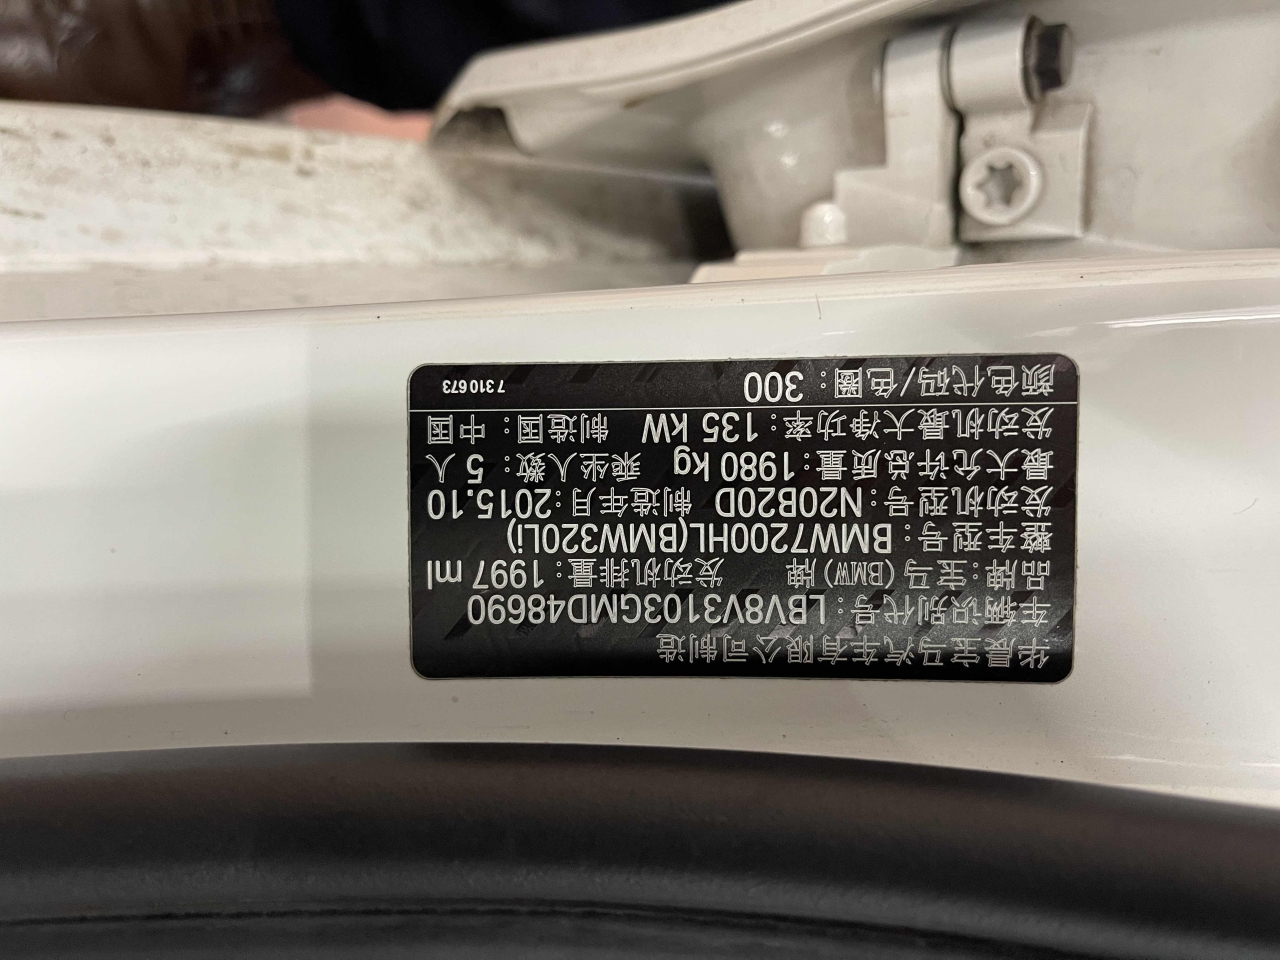 华晨宝马汽车有限公司制造
车辆识别代号：LBV8V3103GMD48690
品牌：宝马(BMW)牌 发动机排量：1997 ml
整车型号：BMW7200HL(BMW320Li)
发动机型号：N20B20D 制造年月：2015.10
最大允许总质量：1980 kg 乘坐人数：5 人
发动机最大净功率：135 kW 制造国：中国
颜色代码/色圈：300 7 310 673